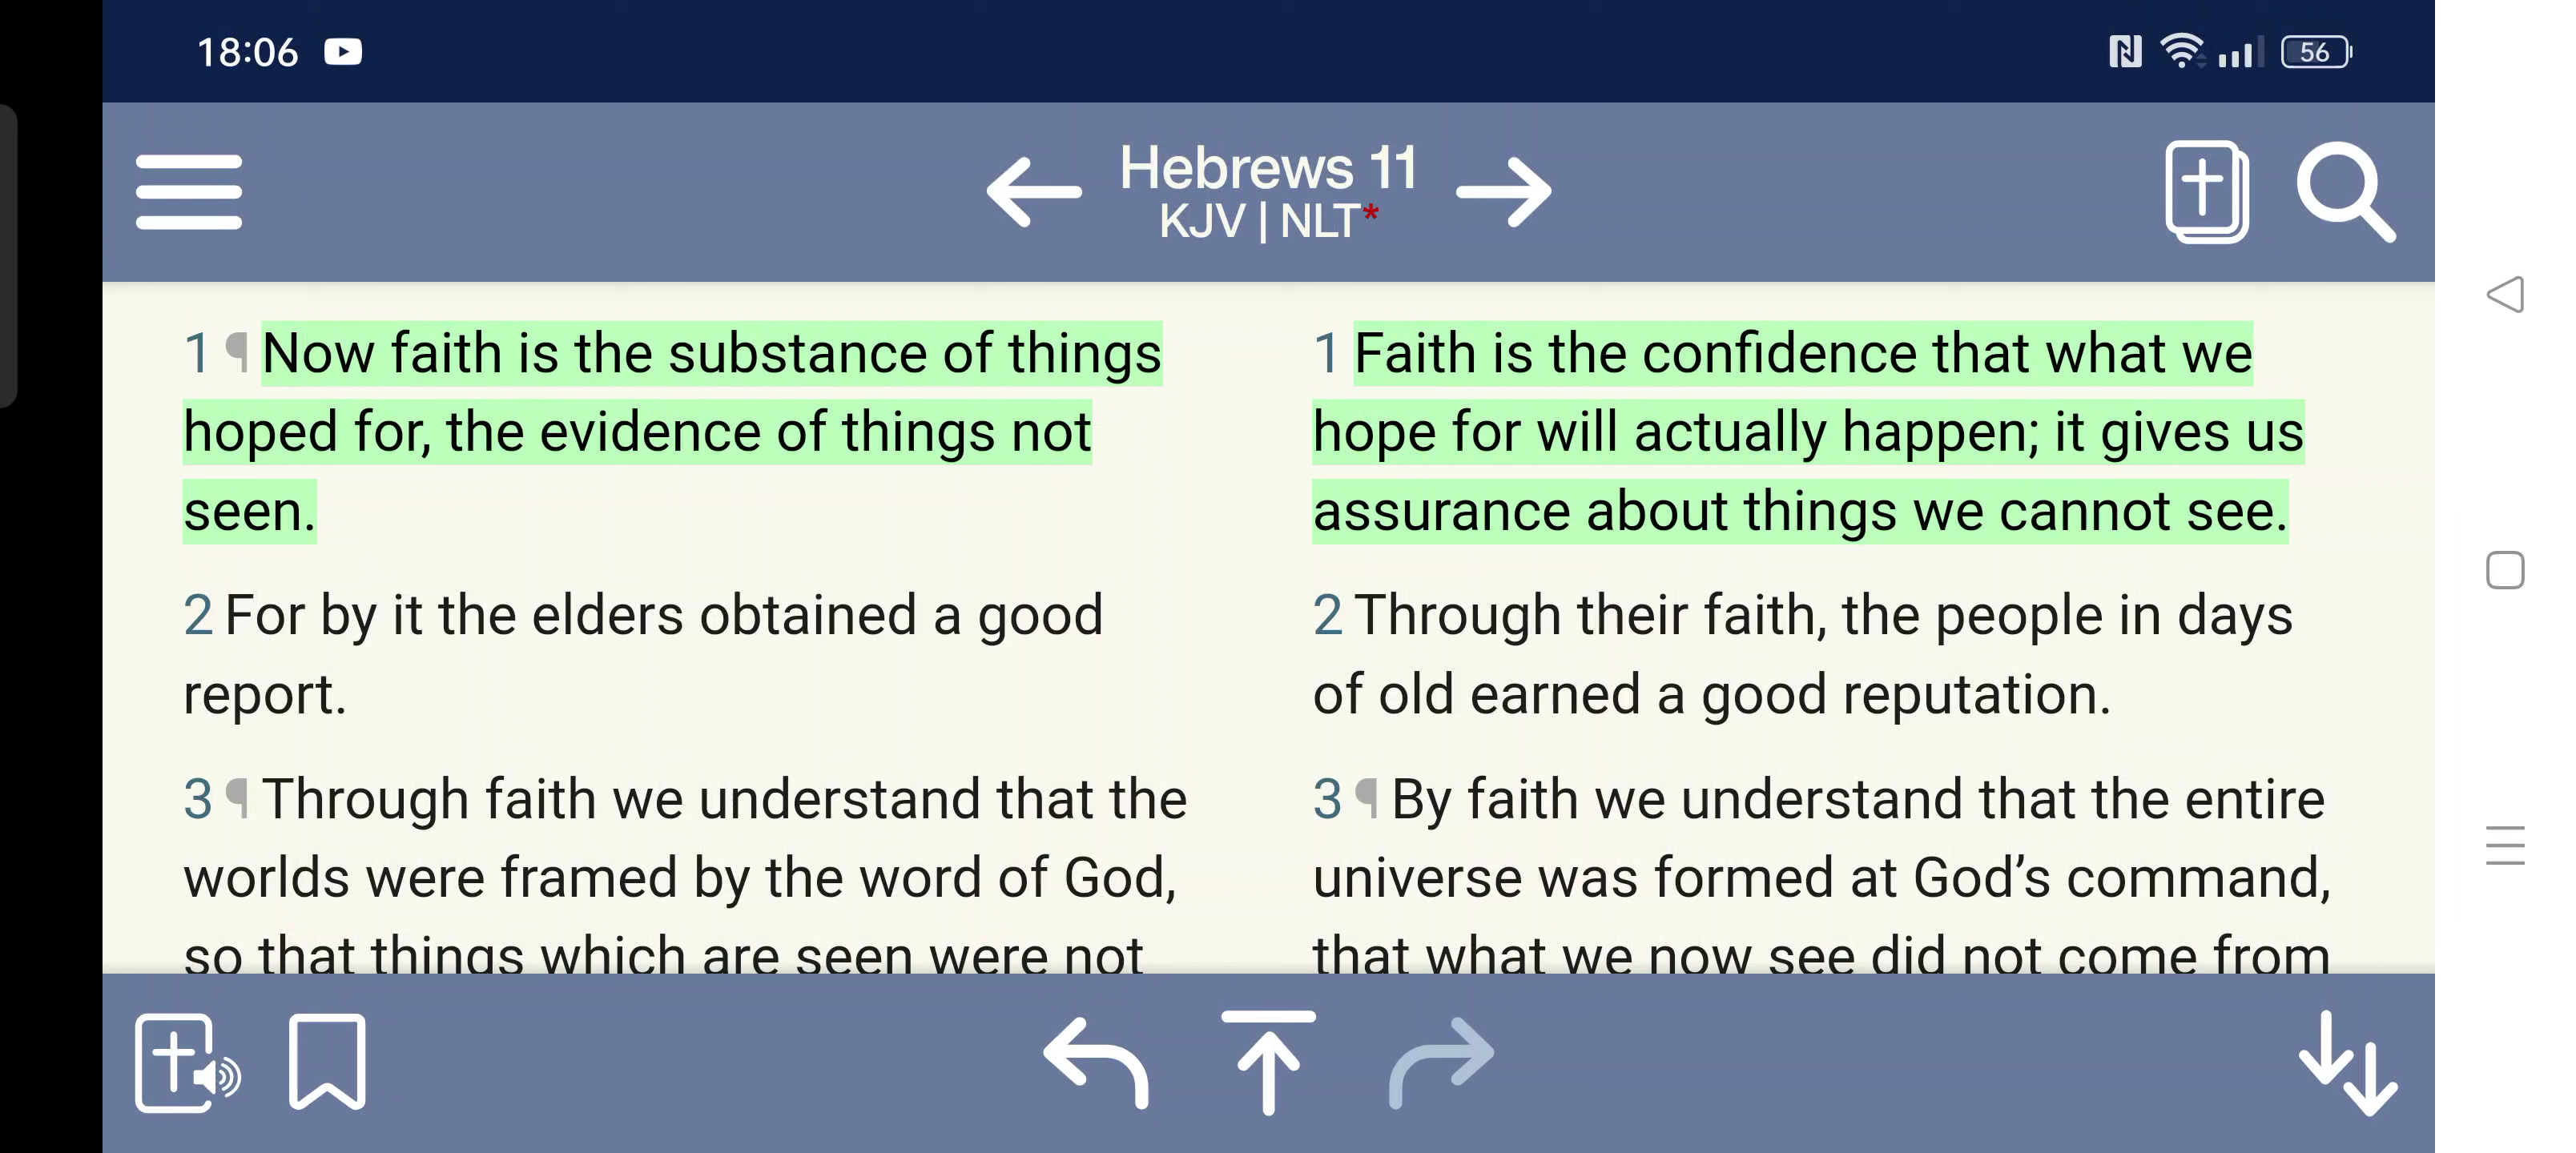 18:06
56
Hebrews 11
KJV | NLT*
1 ¶ Now faith is the substance of things
hoped for, the evidence of things not
seen.
2 For by it the elders obtained a good
report.
3 ¶ Through faith we understand that the
worlds were framed by the word of God,
so that things which are seen were not
1 Faith is the confidence that what we
hope for will actually happen; it gives us
assurance about things we cannot see.
2 Through their faith, the people in days
of old earned a good reputation.
3 ¶ By faith we understand that the entire
universe was formed at God’s command,
that what we now see did not come from